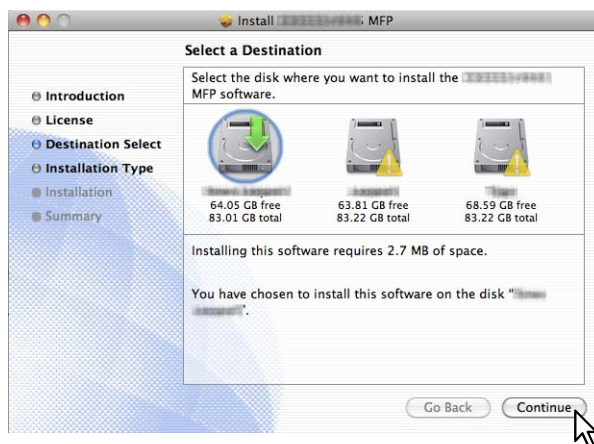 Install MFP
Select a Destination
Introduction
License
Destination Select
Installation Type
Installation
Summary
Select the disk where you want to install the
MFP software.
64.05 GB free
83.01 GB total
63.81 GB free
83.22 GB total
68.59 GB free
83.22 GB total
Installing this software requires 2.7 MB of space.
You have chosen to install this software on the disk “
”.
Go Back
Continue